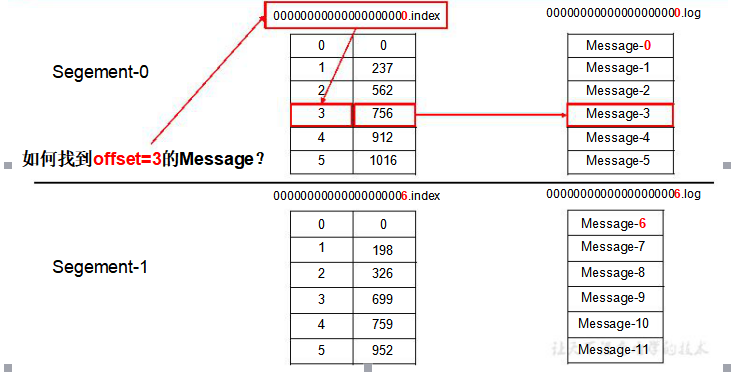 00000000000000000000.index
00000000000000000000.log
Segement-0
0 0 Message-0
1 237 Message-1
2 562 Message-2
3 756 Message-3
4 912 Message-4
5 1016 Message-5
如何找到offset=3的Message？
00000000000000000006.index
00000000000000000006.log
Segement-1
0 0 Message-6
1 198 Message-7
2 326 Message-8
3 699 Message-9
4 759 Message-10
5 952 Message-11
的技术